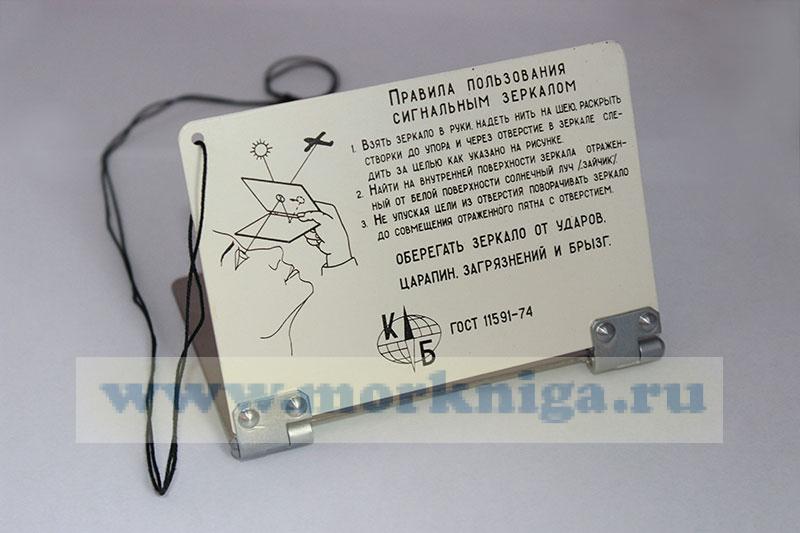 ПРАВИЛА ПОЛЬЗОВАНИЯ
СИГНАЛЬНЫМ ЗЕРКАЛОМ
1. ВЗЯТЬ ЗЕРКАЛО В РУКИ, НАДЕТЬ НИТЬ НА ШЕЮ, РАСКРЫТЬ
СТВОРКИ ДО УПОРА И ЧЕРЕЗ ОТВЕРСТИЕ В ЗЕРКАЛЕ СЛЕ-
ДИТЬ ЗА ЦЕЛЬЮ КАК УКАЗАНО НА РИСУНКЕ.
2. НАЙТИ НА ВНУТРЕННЕЙ ПОВЕРХНОСТИ ЗЕРКАЛА ОТРАЖЕН-
НЫЙ ОТ БЕЛОЙ ПОВЕРХНОСТИ СОЛНЕЧНЫЙ ЛУЧ /„ЗАЙЧИК"/.
3. НЕ УПУСКАЯ ЦЕЛИ ИЗ ОТВЕРСТИЯ ПОВОРАЧИВАТЬ ЗЕРКАЛО
ДО СОВМЕЩЕНИЯ ОТРАЖЕННОГО ПЯТНА С ОТВЕРСТИЕМ.
ОБЕРЕГАТЬ ЗЕРКАЛО ОТ УДАРОВ,
ЦАРАПИН, ЗАГРЯЗНЕНИЙ И БРЫЗГ.
К Б
ГОСТ 11591-74
www.morkniga.ru